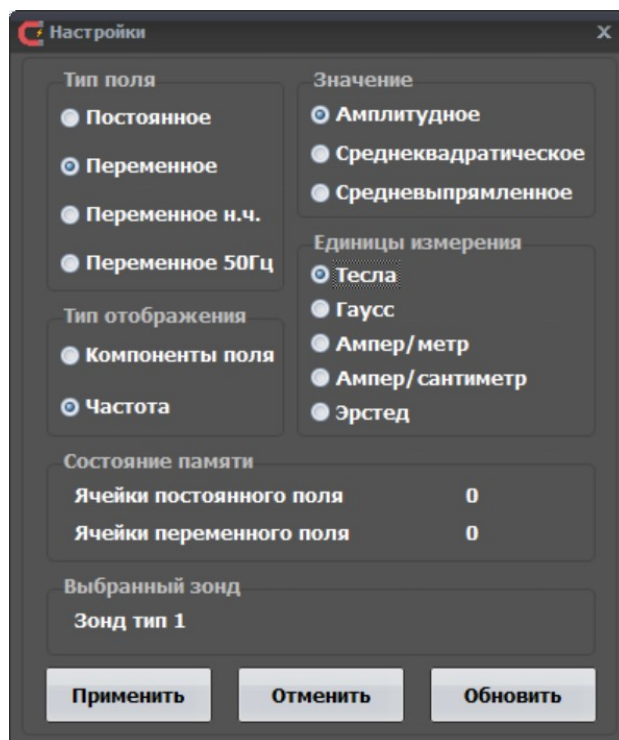 Настройки
X
Тип поля
Постоянное
Переменное
Переменное н.ч.
Переменное 50Гц
Значение
Амплитудное
Среднеквадратическое
Средневыпрямленное
Единицы измерения
Тесла
Гаусс
Ампер/метр
Ампер/сантиметр
Эрстед
Тип отображения
Компоненты поля
Частота
Состояние памяти
Ячейки постоянного поля 0
Ячейки переменного поля 0
Выбранный зонд
Зонд тип 1
Применить Отменить Обновить